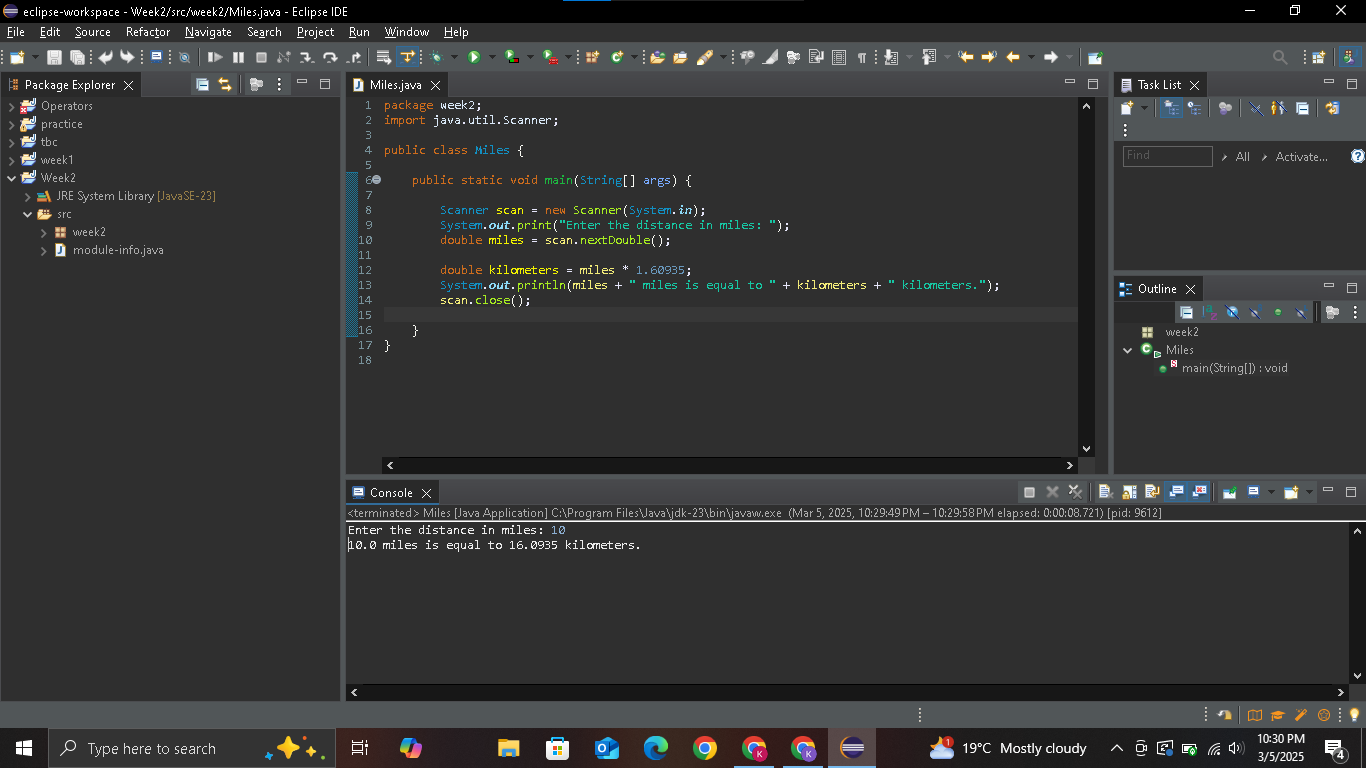 eclipse-workspace - Week2/src/week2/Miles.java - Eclipse IDE
File Edit Source Refactor Navigate Search Project Run Window Help
Package Explorer
Operators
practice
tbc
week1
Week2
JRE System Library [JavaSE-23]
src
week2
module-info.java
Miles.java
1 package week2;
2 import java.util.Scanner;
3
4 public class Miles {
5
6 public static void main(String[] args) {
7
8 Scanner scan = new Scanner(System.in);
9 System.out.print("Enter the distance in miles: ");
10 double miles = scan.nextDouble();
11
12 double kilometers = miles * 1.60935;
13 System.out.println(miles + " miles is equal to " + kilometers + " kilometers.");
14 scan.close();
15
16 }
17 }
18
Task List
Find
All
Activate...
Outline
week2
Miles
main(String[]) : void
Console
<terminated> Miles [Java Application] C:\Program Files\Java\jdk-23\bin\javaw.exe (Mar 5, 2025, 10:29:49 PM – 10:29:58 PM elapsed: 0:00:08.721) [pid: 9612]
Enter the distance in miles: 10
10.0 miles is equal to 16.0935 kilometers.
Type here to search
19°C Mostly cloudy
10:30 PM
3/5/2025
4